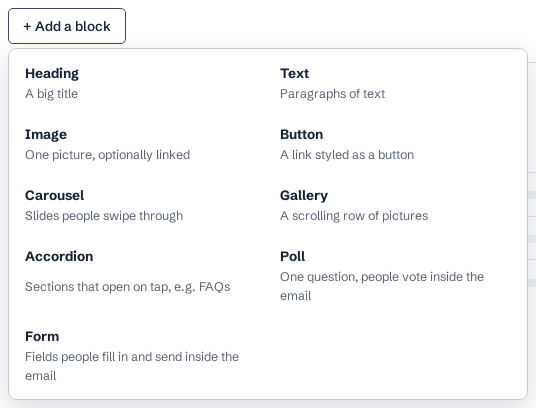 + Add a block
Heading
A big title
Text
Paragraphs of text
Image
One picture, optionally linked
Button
A link styled as a button
Carousel
Slides people swipe through
Gallery
A scrolling row of pictures
Accordion
Sections that open on tap, e.g. FAQs
Poll
One question, people vote inside the
email
Form
Fields people fill in and send inside the
email